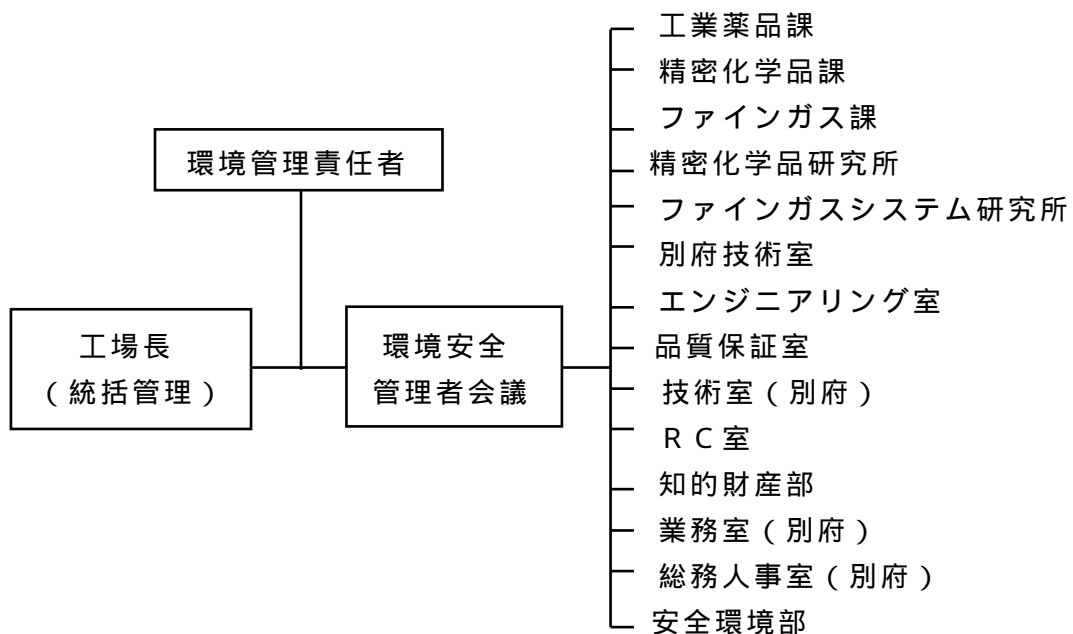 環境管理責任者
工場長
（統括管理）
環境安全
管理者会議
工業薬品課
精密化学品課
ファインガス課
精密化学品研究所
ファインガスシステム研究所
別府技術室
エンジニアリング室
品質保証室
技術室（別府）
ＲＣ室
知的財産部
業務室（別府）
総務人事室（別府）
安全環境部